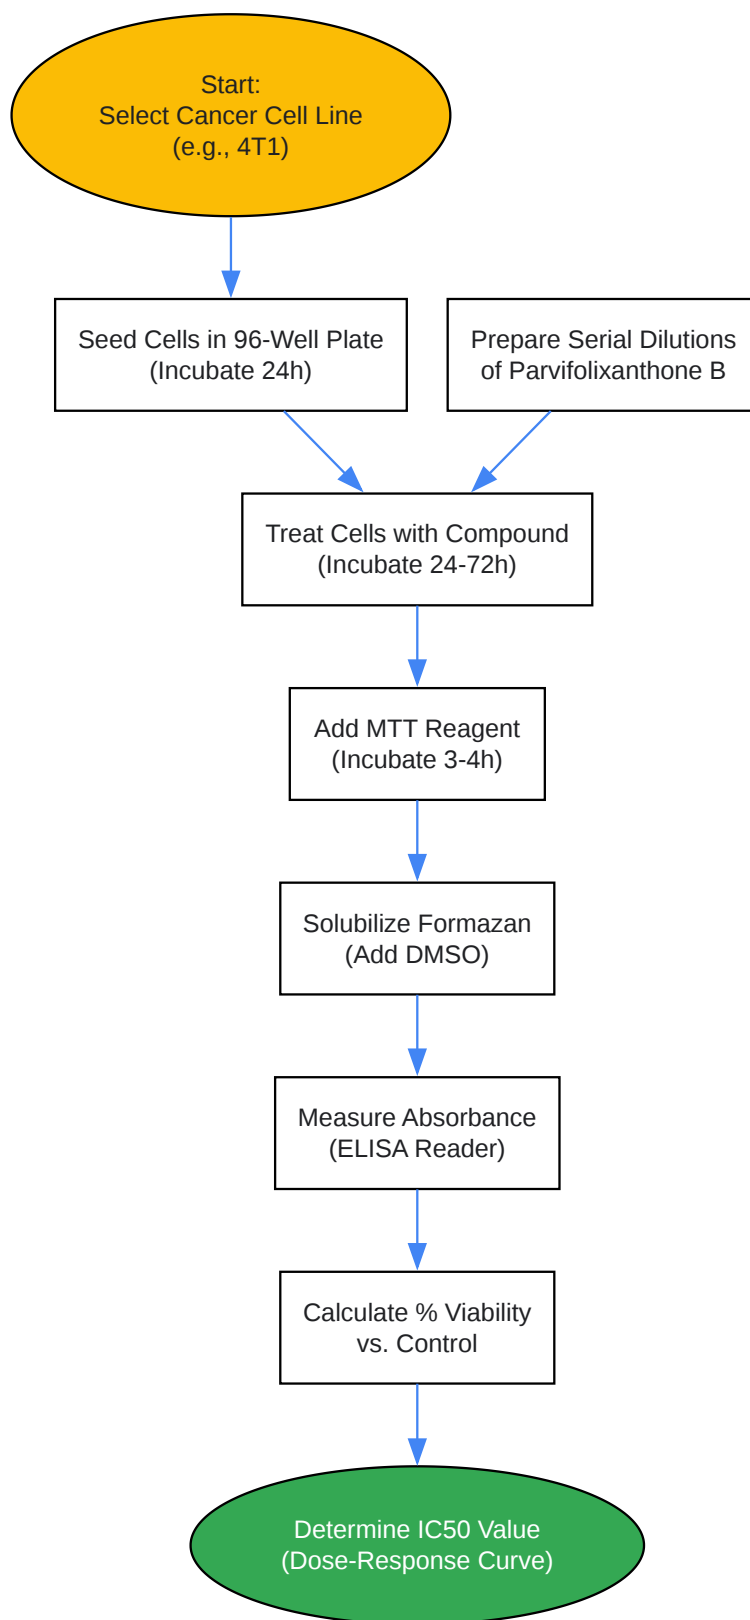 Start:
Select Cancer Cell Line
(e.g., 4T1)
Seed Cells in 96-Well Plate
(Incubate 24h)
Prepare Serial Dilutions
of Parvifolixanthone B
Treat Cells with Compound
(Incubate 24-72h)
Add MTT Reagent
(Incubate 3-4h)
Solubilize Formazan
(Add DMSO)
Measure Absorbance
(ELISA Reader)
Calculate % Viability
vs. Control
Determine IC50 Value
(Dose-Response Curve)